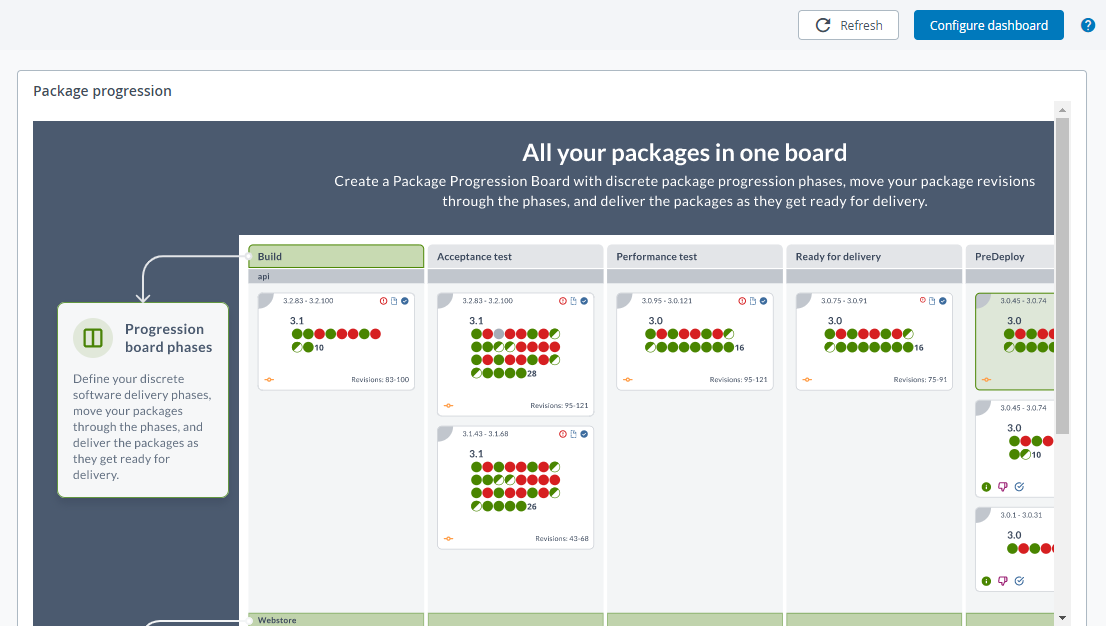 Refresh
Configure dashboard
?
Package progression
All your packages in one board
Create a Package Progression Board with discrete package progression phases, move your package revisions
through the phases, and deliver the packages as they get ready for delivery.
Build
Acceptance test
Performance test
Ready for delivery
PreDeploy
api
Progression
board phases
Define your discrete
software delivery phases,
move your packages
through the phases, and
deliver the packages as
they get ready for
delivery.
3.2.83 - 3.2.100
3.1
10
Revisions: 83-100
3.2.83 - 3.2.100
3.1
28
Revisions: 95-121
3.1.43 - 3.1.68
3.1
26
Revisions: 43-68
3.0.95 - 3.0.121
3.0
16
Revisions: 95-121
3.0.75 - 3.0.91
3.0
16
Revisions: 75-91
3.0.45 - 3.0.74
3.0
3.0.45 - 3.0.74
3.0
10
3.0.1 - 3.0.31
3.0
Webstore